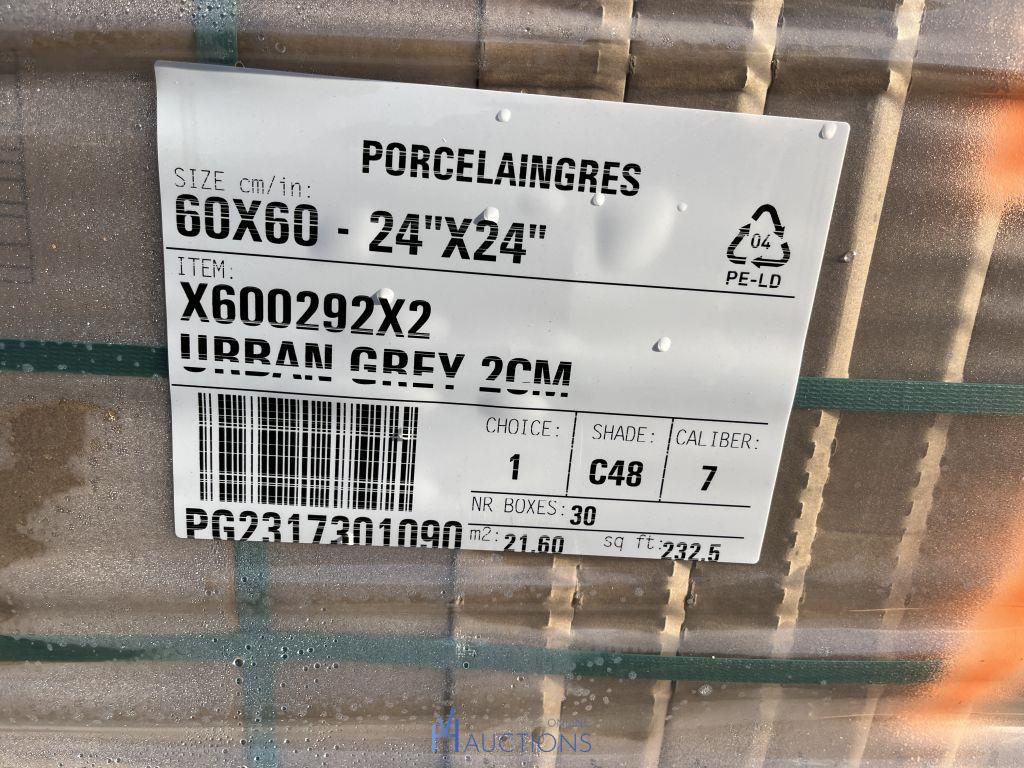 PORCELAINGRES
SIZE cm/in:
60X60 - 24"X24"
04
PE-LD
ITEM:
X600292X2
URBAN GREY 2CM
CHOICE: SHADE: CALIBER:
1 C48 7
NR BOXES: 30
PG2317301090
m2: 21.60 sq ft: 232.5
ONLINE
AUCTIONS